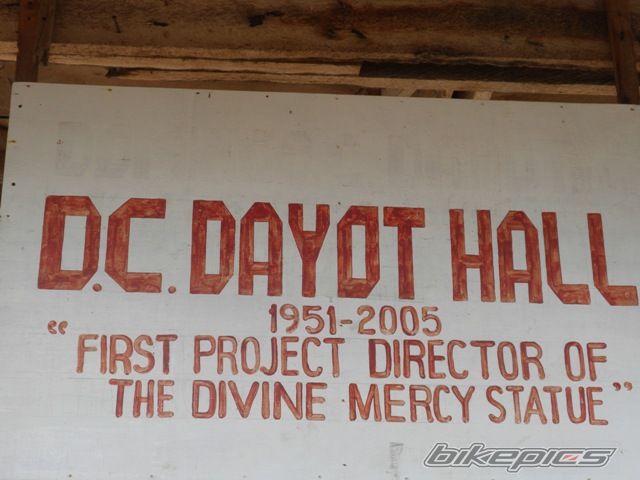 D.C. DAYOT HALL
1951-2005
"FIRST PROJECT DIRECTOR OF
THE DIVINE MERCY STATUE"
bikepics